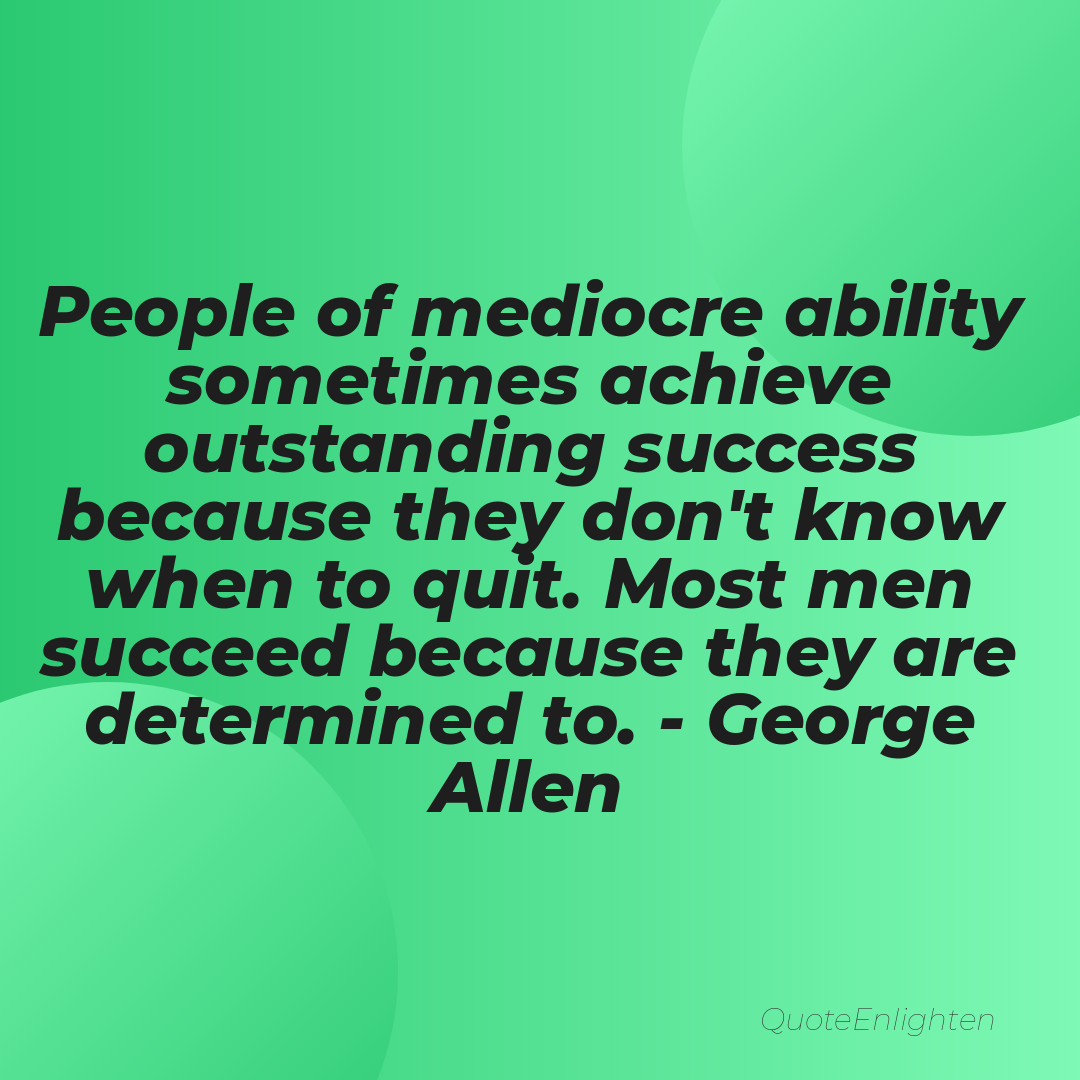 People of mediocre ability
sometimes achieve
outstanding success
because they don't know
when to quit. Most men
succeed because they are
determined to. - George
Allen
QuoteEnlighten